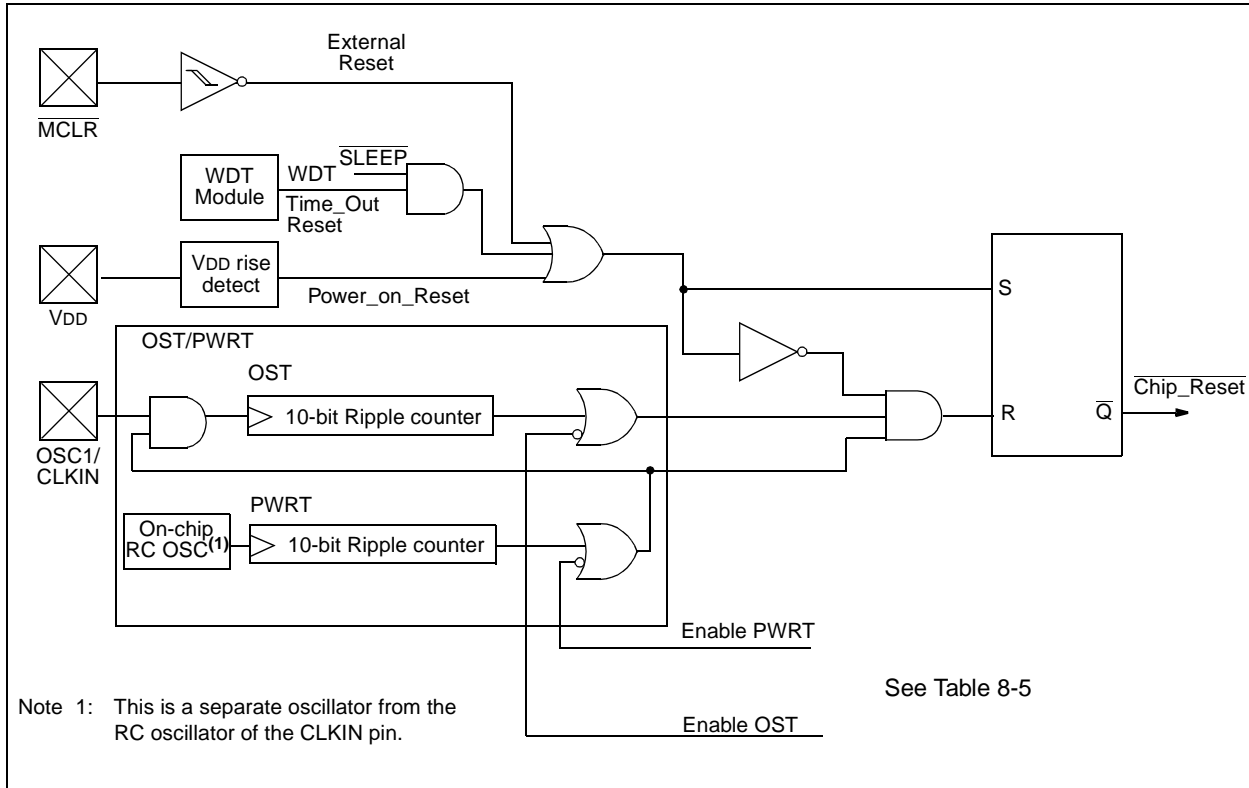 External
Reset
MCLR
SLEEP
WDT
Module
WDT
Time_Out
Reset
VDD rise
detect
Power_on_Reset
VDD
S
OST/PWRT
OST
10-bit Ripple counter
OSC1/
CLKIN
Chip_Reset
R
Q
PWRT
On-chip
RC OSC(1)
10-bit Ripple counter
Enable PWRT
See Table 8-5
Note 1: This is a separate oscillator from the
RC oscillator of the CLKIN pin.
Enable OST